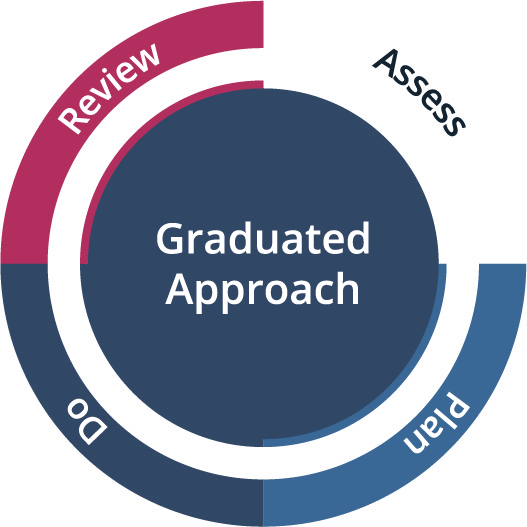 Graduated
Approach
Assess
Plan
Do
Review